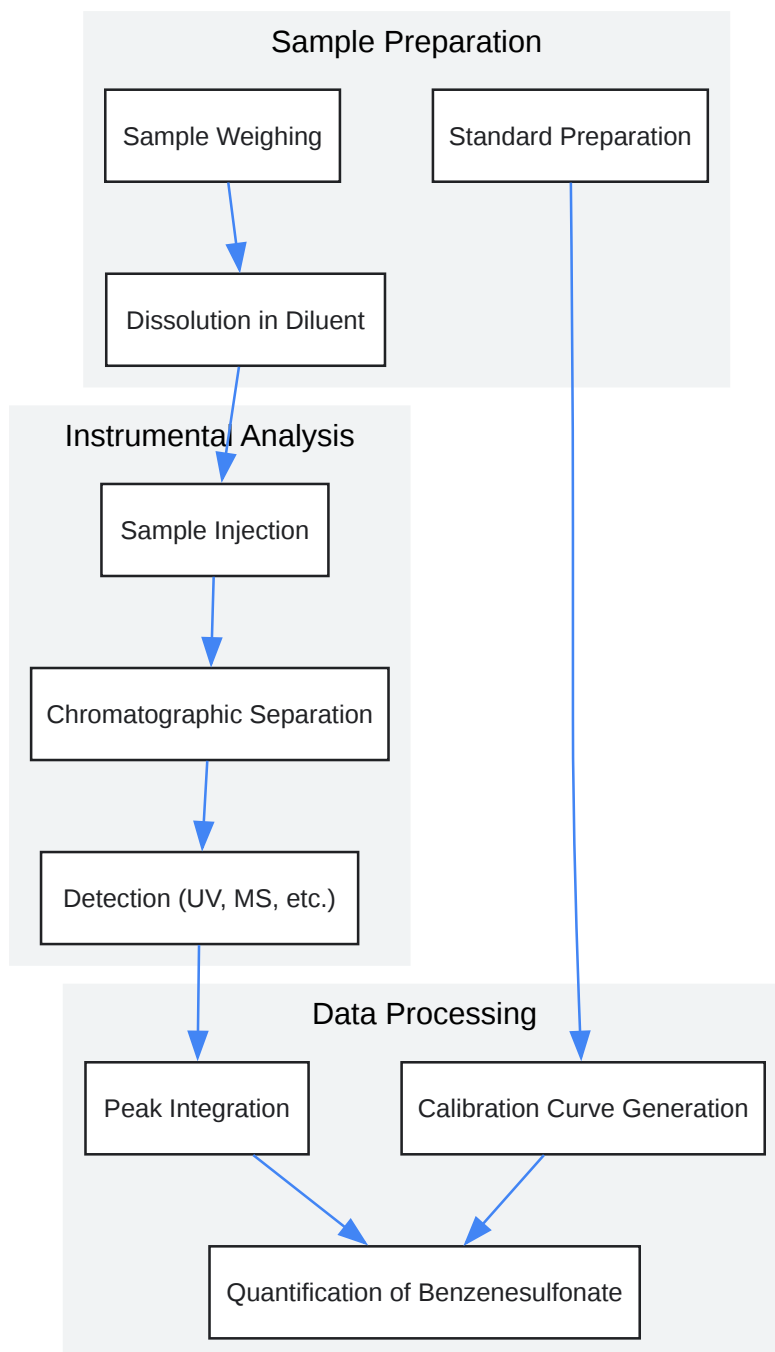 Sample Preparation
Sample Weighing
Standard Preparation
Dissolution in Diluent
Instrumental Analysis
Sample Injection
Chromatographic Separation
Detection (UV, MS, etc.)
Data Processing
Peak Integration
Calibration Curve Generation
Quantification of Benzenesulfonate